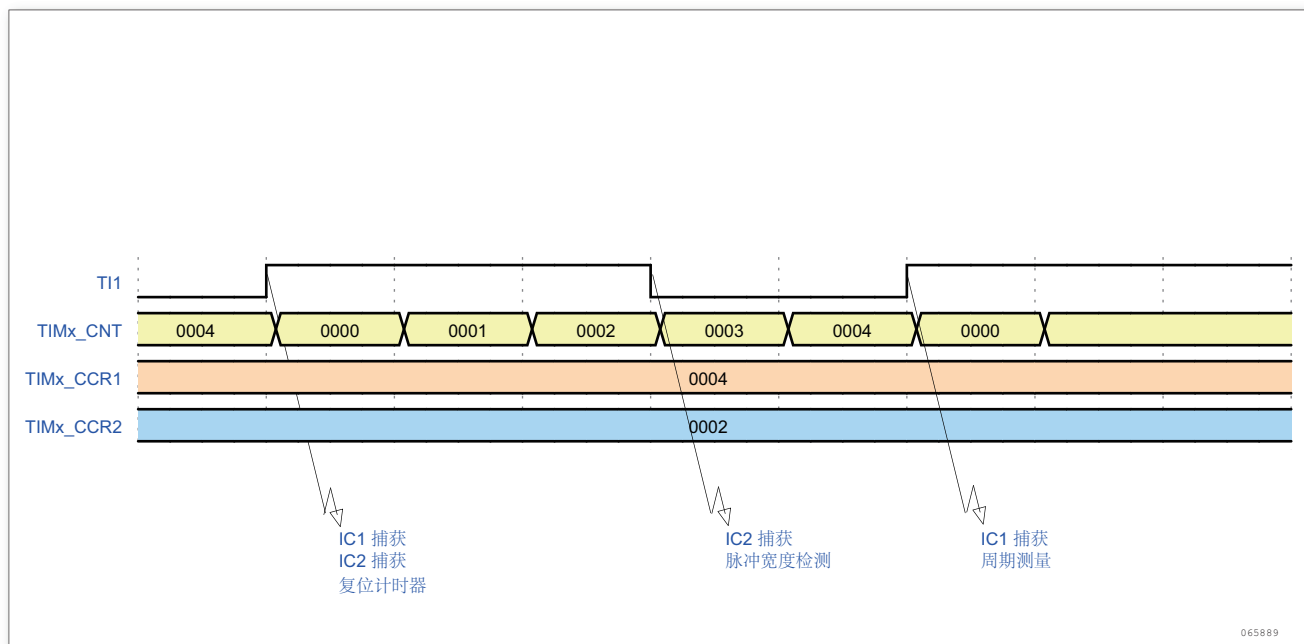 TI1
TIMx_CNT
0004
0000
0001
0002
0003
0004
0000
TIMx_CCR1
0004
TIMx_CCR2
0002
IC1 捕获
IC2 捕获
复位计时器
IC2 捕获
脉冲宽度检测
IC1 捕获
周期测量
065889